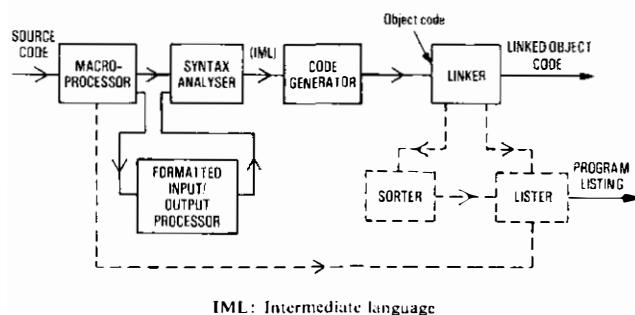 Object code
SOURCE
CODE
MACRO-
PROCESSOR
SYNTAX
ANALYSER
(IML)
CODE
GENERATOR
LINKER
LINKED OBJECT
CODE
FORMATTED
INPUT/
OUTPUT
PROCESSOR
SORTER
LISTER
PROGRAM
LISTING
IML: Intermediate language